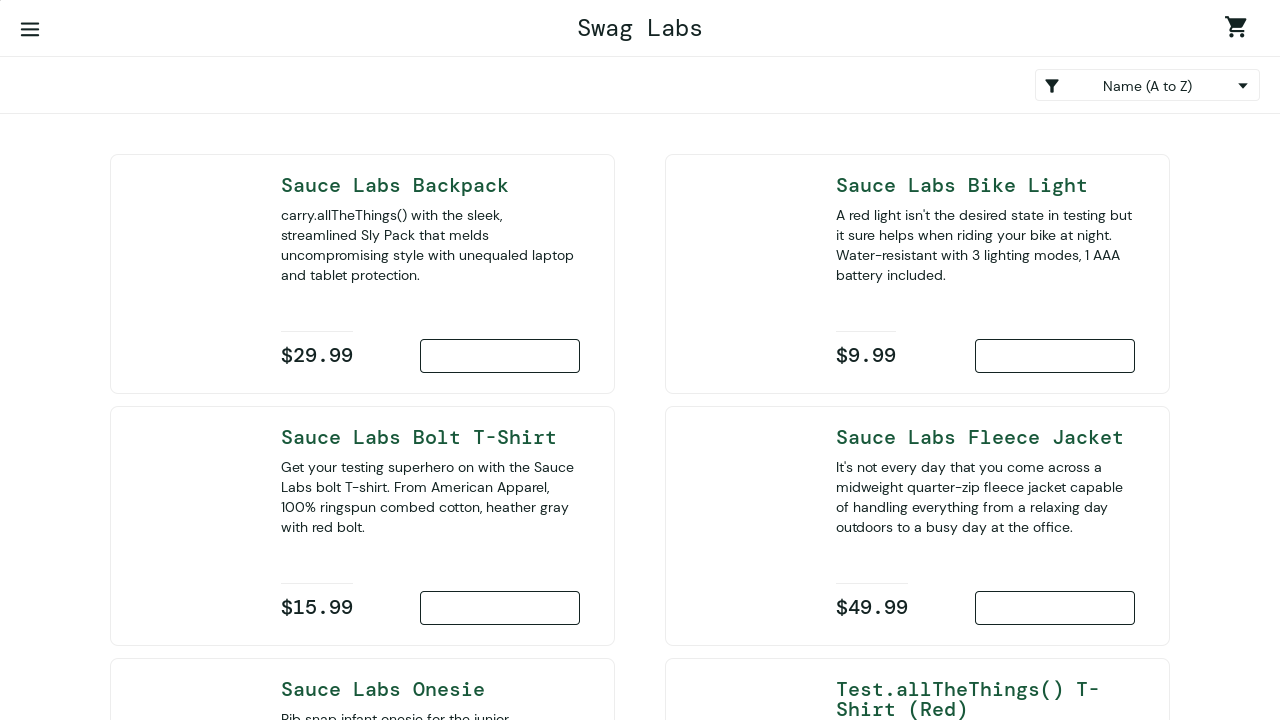 Swag Labs
Name (A to Z)
Sauce Labs Backpack
carry.allTheThings() with the sleek,
streamlined Sly Pack that melds
uncompromising style with unequaled laptop
and tablet protection.
$29.99
Sauce Labs Bike Light
A red light isn't the desired state in testing but
it sure helps when riding your bike at night.
Water-resistant with 3 lighting modes, 1 AAA
battery included.
$9.99
Sauce Labs Bolt T-Shirt
Get your testing superhero on with the Sauce
Labs bolt T-shirt. From American Apparel,
100% ringspun combed cotton, heather gray
with red bolt.
$15.99
Sauce Labs Fleece Jacket
It's not every day that you come across a
midweight quarter-zip fleece jacket capable
of handling everything from a relaxing day
outdoors to a busy day at the office.
$49.99
Sauce Labs Onesie
Rib snap infant onesie for the junior
Test.allTheThings() T-
Shirt (Red)